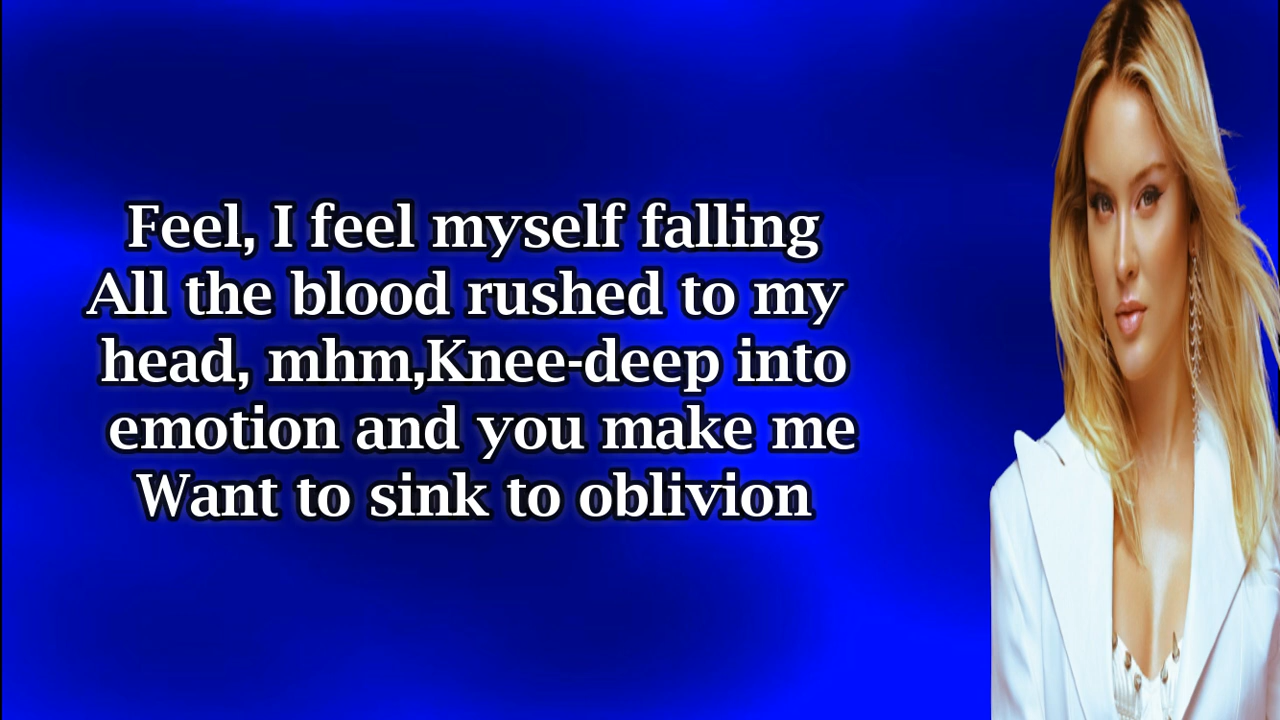 Feel, I feel myself falling
All the blood rushed to my
head, mhm,Knee-deep into
emotion and you make me
Want to sink to oblivion